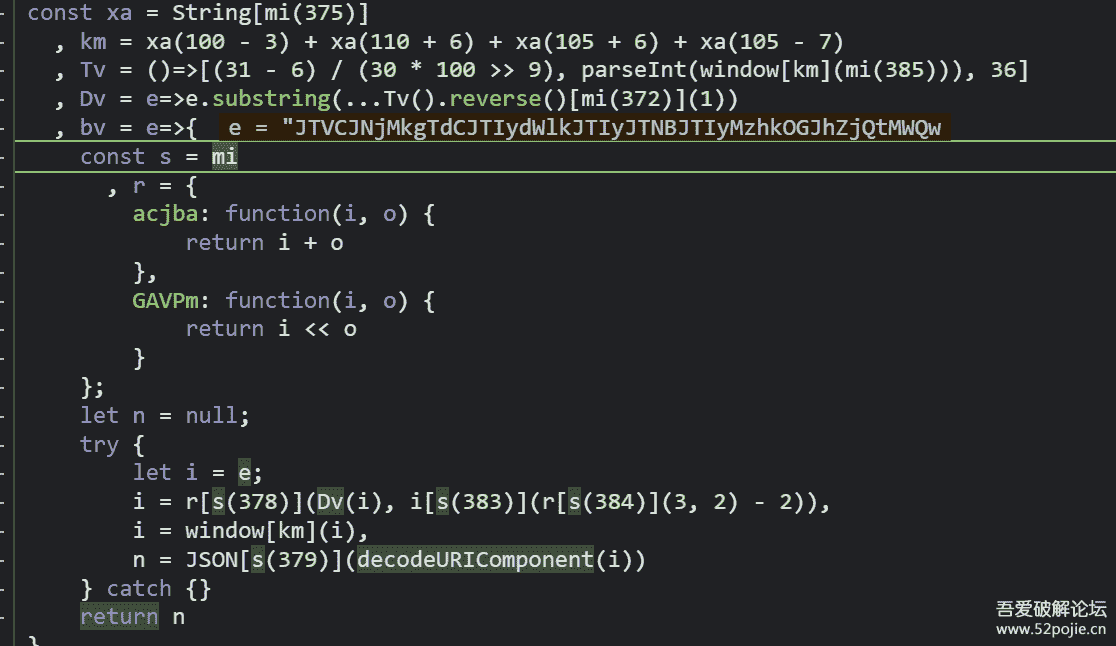 const xa = String[mi(375)]
, km = xa(100 - 3) + xa(110 + 6) + xa(105 + 6) + xa(105 - 7)
, Tv = ()=>[(31 - 6) / (30 * 100 >> 9), parseInt(window[km](mi(385))), 36]
, Dv = e=>e.substring(...Tv().reverse()[mi(372)](1))
, bv = e=>{ e = "JTVCJNjMkgTdCJTIydWlkJTIyJTNBJTIyMzhkOGJhZjQtMWQw
const s = mi
, r = {
acjba: function(i, o) {
return i + o
},
GAVPm: function(i, o) {
return i << o
}
};
let n = null;
try {
let i = e;
i = r[s(378)](Dv(i), i[s(383)](r[s(384)](3, 2) - 2)),
i = window[km](i),
n = JSON[s(379)](decodeURIComponent(i))
} catch {}
return n
}
吾爱破解论坛
www.52pojie.cn